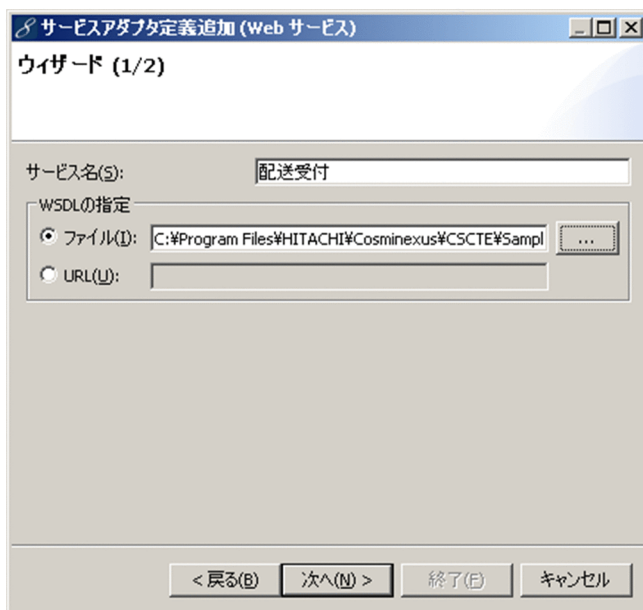 サービスアダプタ定義追加 (Web サービス)
ウィザード (1/2)
サービス名(S): 配送受付
WSDLの指定
ファイル(I): C:¥Program Files¥HITACHI¥Cosminexus¥CSCTE¥Sampl ...
URL(U):
< 戻る(B) 次へ(N) > 終了(F) キャンセル